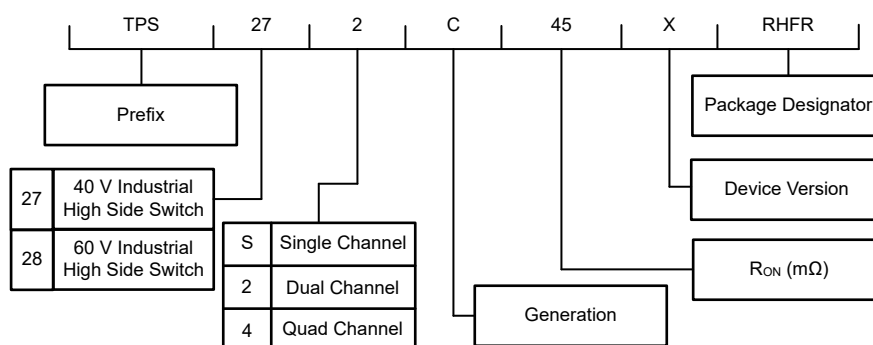 TPS 27 2 C 45 X RHFR
Prefix
Package Designator
27 40 V Industrial
High Side Switch
28 60 V Industrial
High Side Switch
S Single Channel
2 Dual Channel
4 Quad Channel
Device Version
RON (mΩ)
Generation